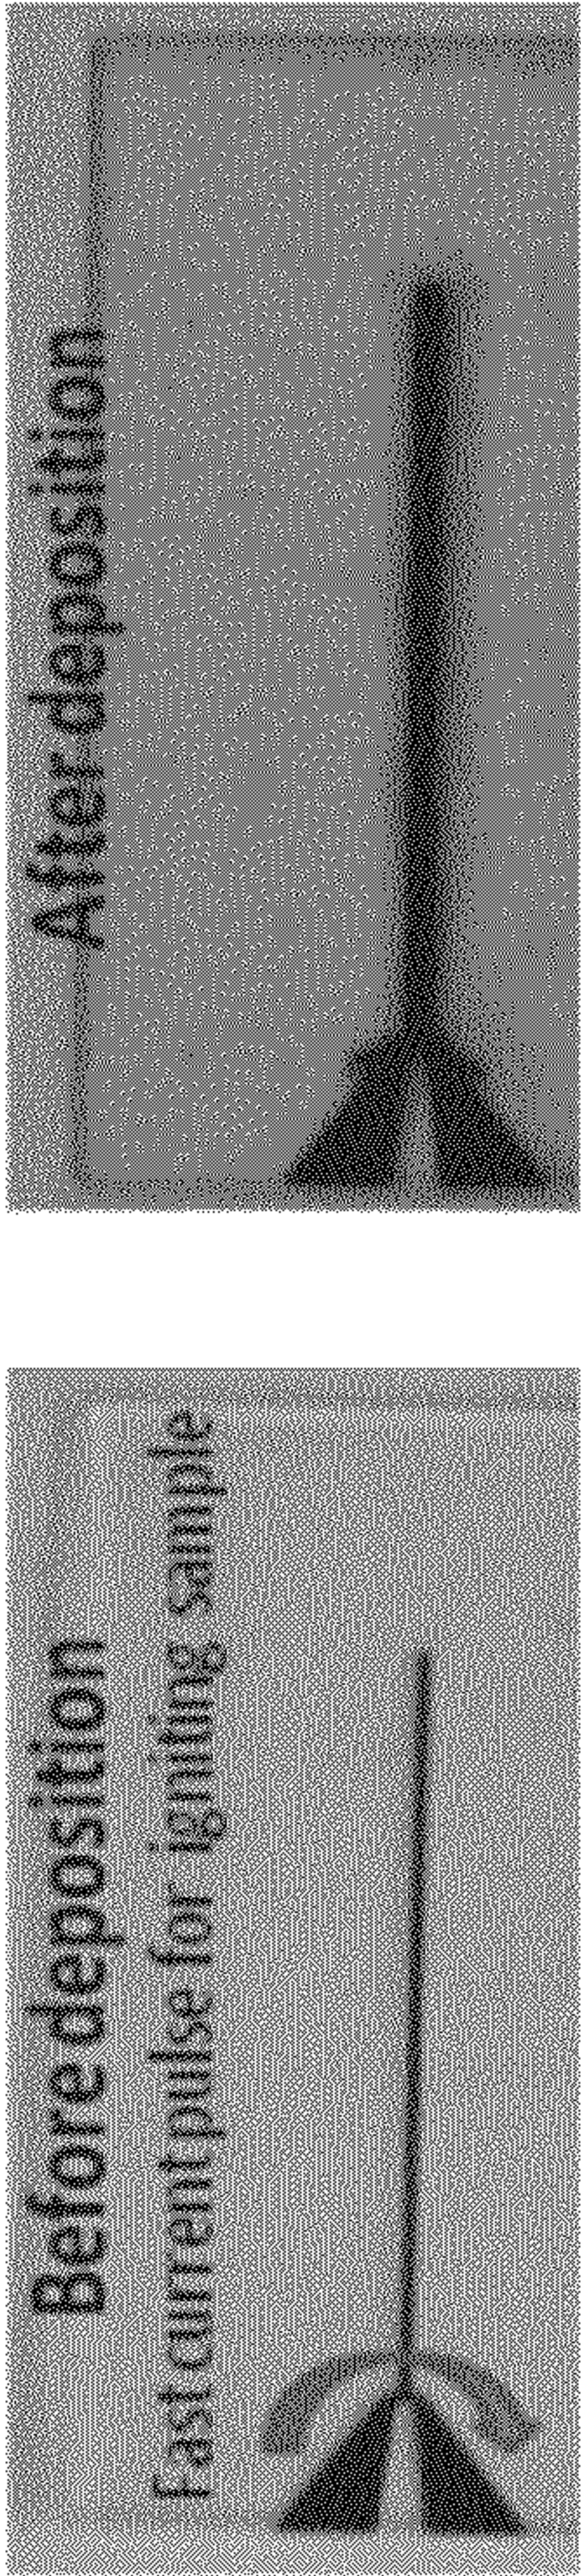 Before deposition
Fast current pulse for igniting sample
After deposition